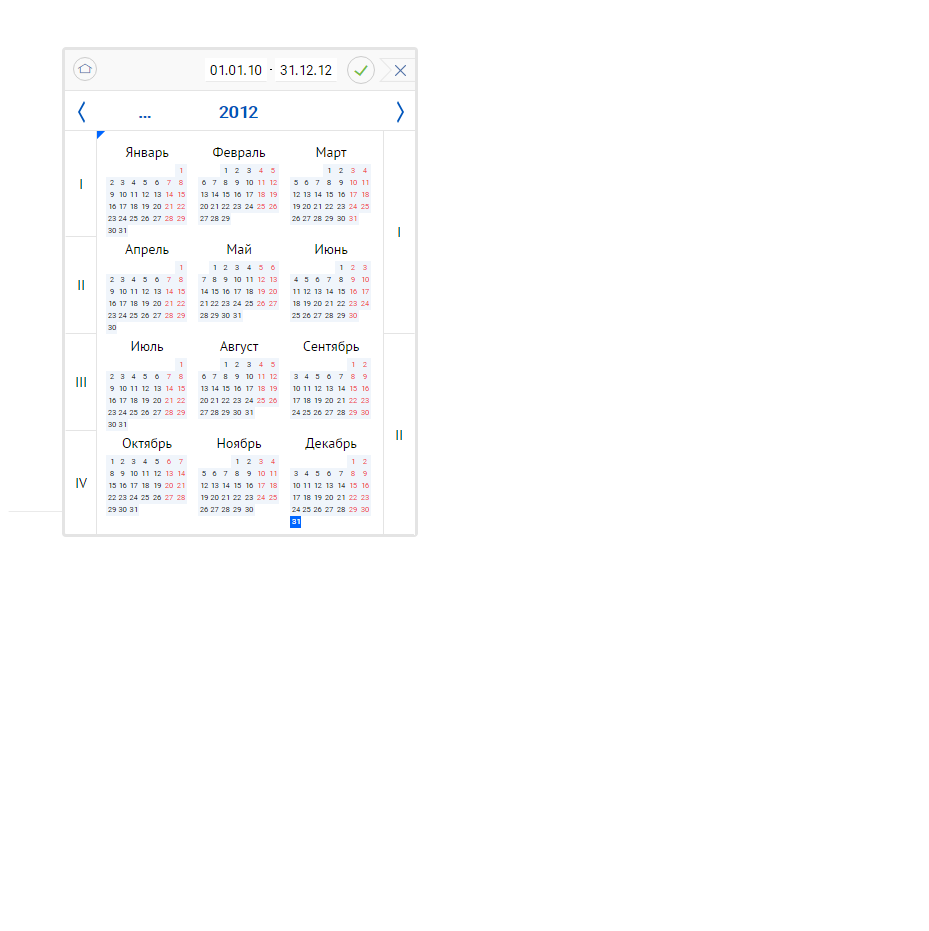 01.01.10 - 31.12.12
... 2012
I
II
III
IV
Январь Февраль Март
1 1 2 3 4 5 1 2 3 4
2 3 4 5 6 7 8 6 7 8 9 10 11 12 5 6 7 8 9 10 11
9 10 11 12 13 14 15 13 14 15 16 17 18 19 12 13 14 15 16 17 18
16 17 18 19 20 21 22 20 21 22 23 24 25 26 19 20 21 22 23 24 25
23 24 25 26 27 28 29 27 28 29 26 27 28 29 30 31
30 31
Апрель Май Июнь
1 1 2 3 4 5 6 1 2 3
2 3 4 5 6 7 8 7 8 9 10 11 12 13 4 5 6 7 8 9 10
9 10 11 12 13 14 15 14 15 16 17 18 19 20 11 12 13 14 15 16 17
16 17 18 19 20 21 22 21 22 23 24 25 26 27 18 19 20 21 22 23 24
23 24 25 26 27 28 29 28 29 30 31 25 26 27 28 29 30
30
Июль Август Сентябрь
1 1 2 3 4 5 1 2
2 3 4 5 6 7 8 6 7 8 9 10 11 12 3 4 5 6 7 8 9
9 10 11 12 13 14 15 13 14 15 16 17 18 19 10 11 12 13 14 15 16
16 17 18 19 20 21 22 20 21 22 23 24 25 26 17 18 19 20 21 22 23
23 24 25 26 27 28 29 27 28 29 30 31 24 25 26 27 28 29 30
30 31
Октябрь Ноябрь Декабрь
1 2 3 4 5 6 7 1 2 3 4 1 2
8 9 10 11 12 13 14 5 6 7 8 9 10 11 3 4 5 6 7 8 9
15 16 17 18 19 20 21 12 13 14 15 16 17 18 10 11 12 13 14 15 16
22 23 24 25 26 27 28 19 20 21 22 23 24 25 17 18 19 20 21 22 23
29 30 31 26 27 28 29 30 24 25 26 27 28 29 30
31
I
II